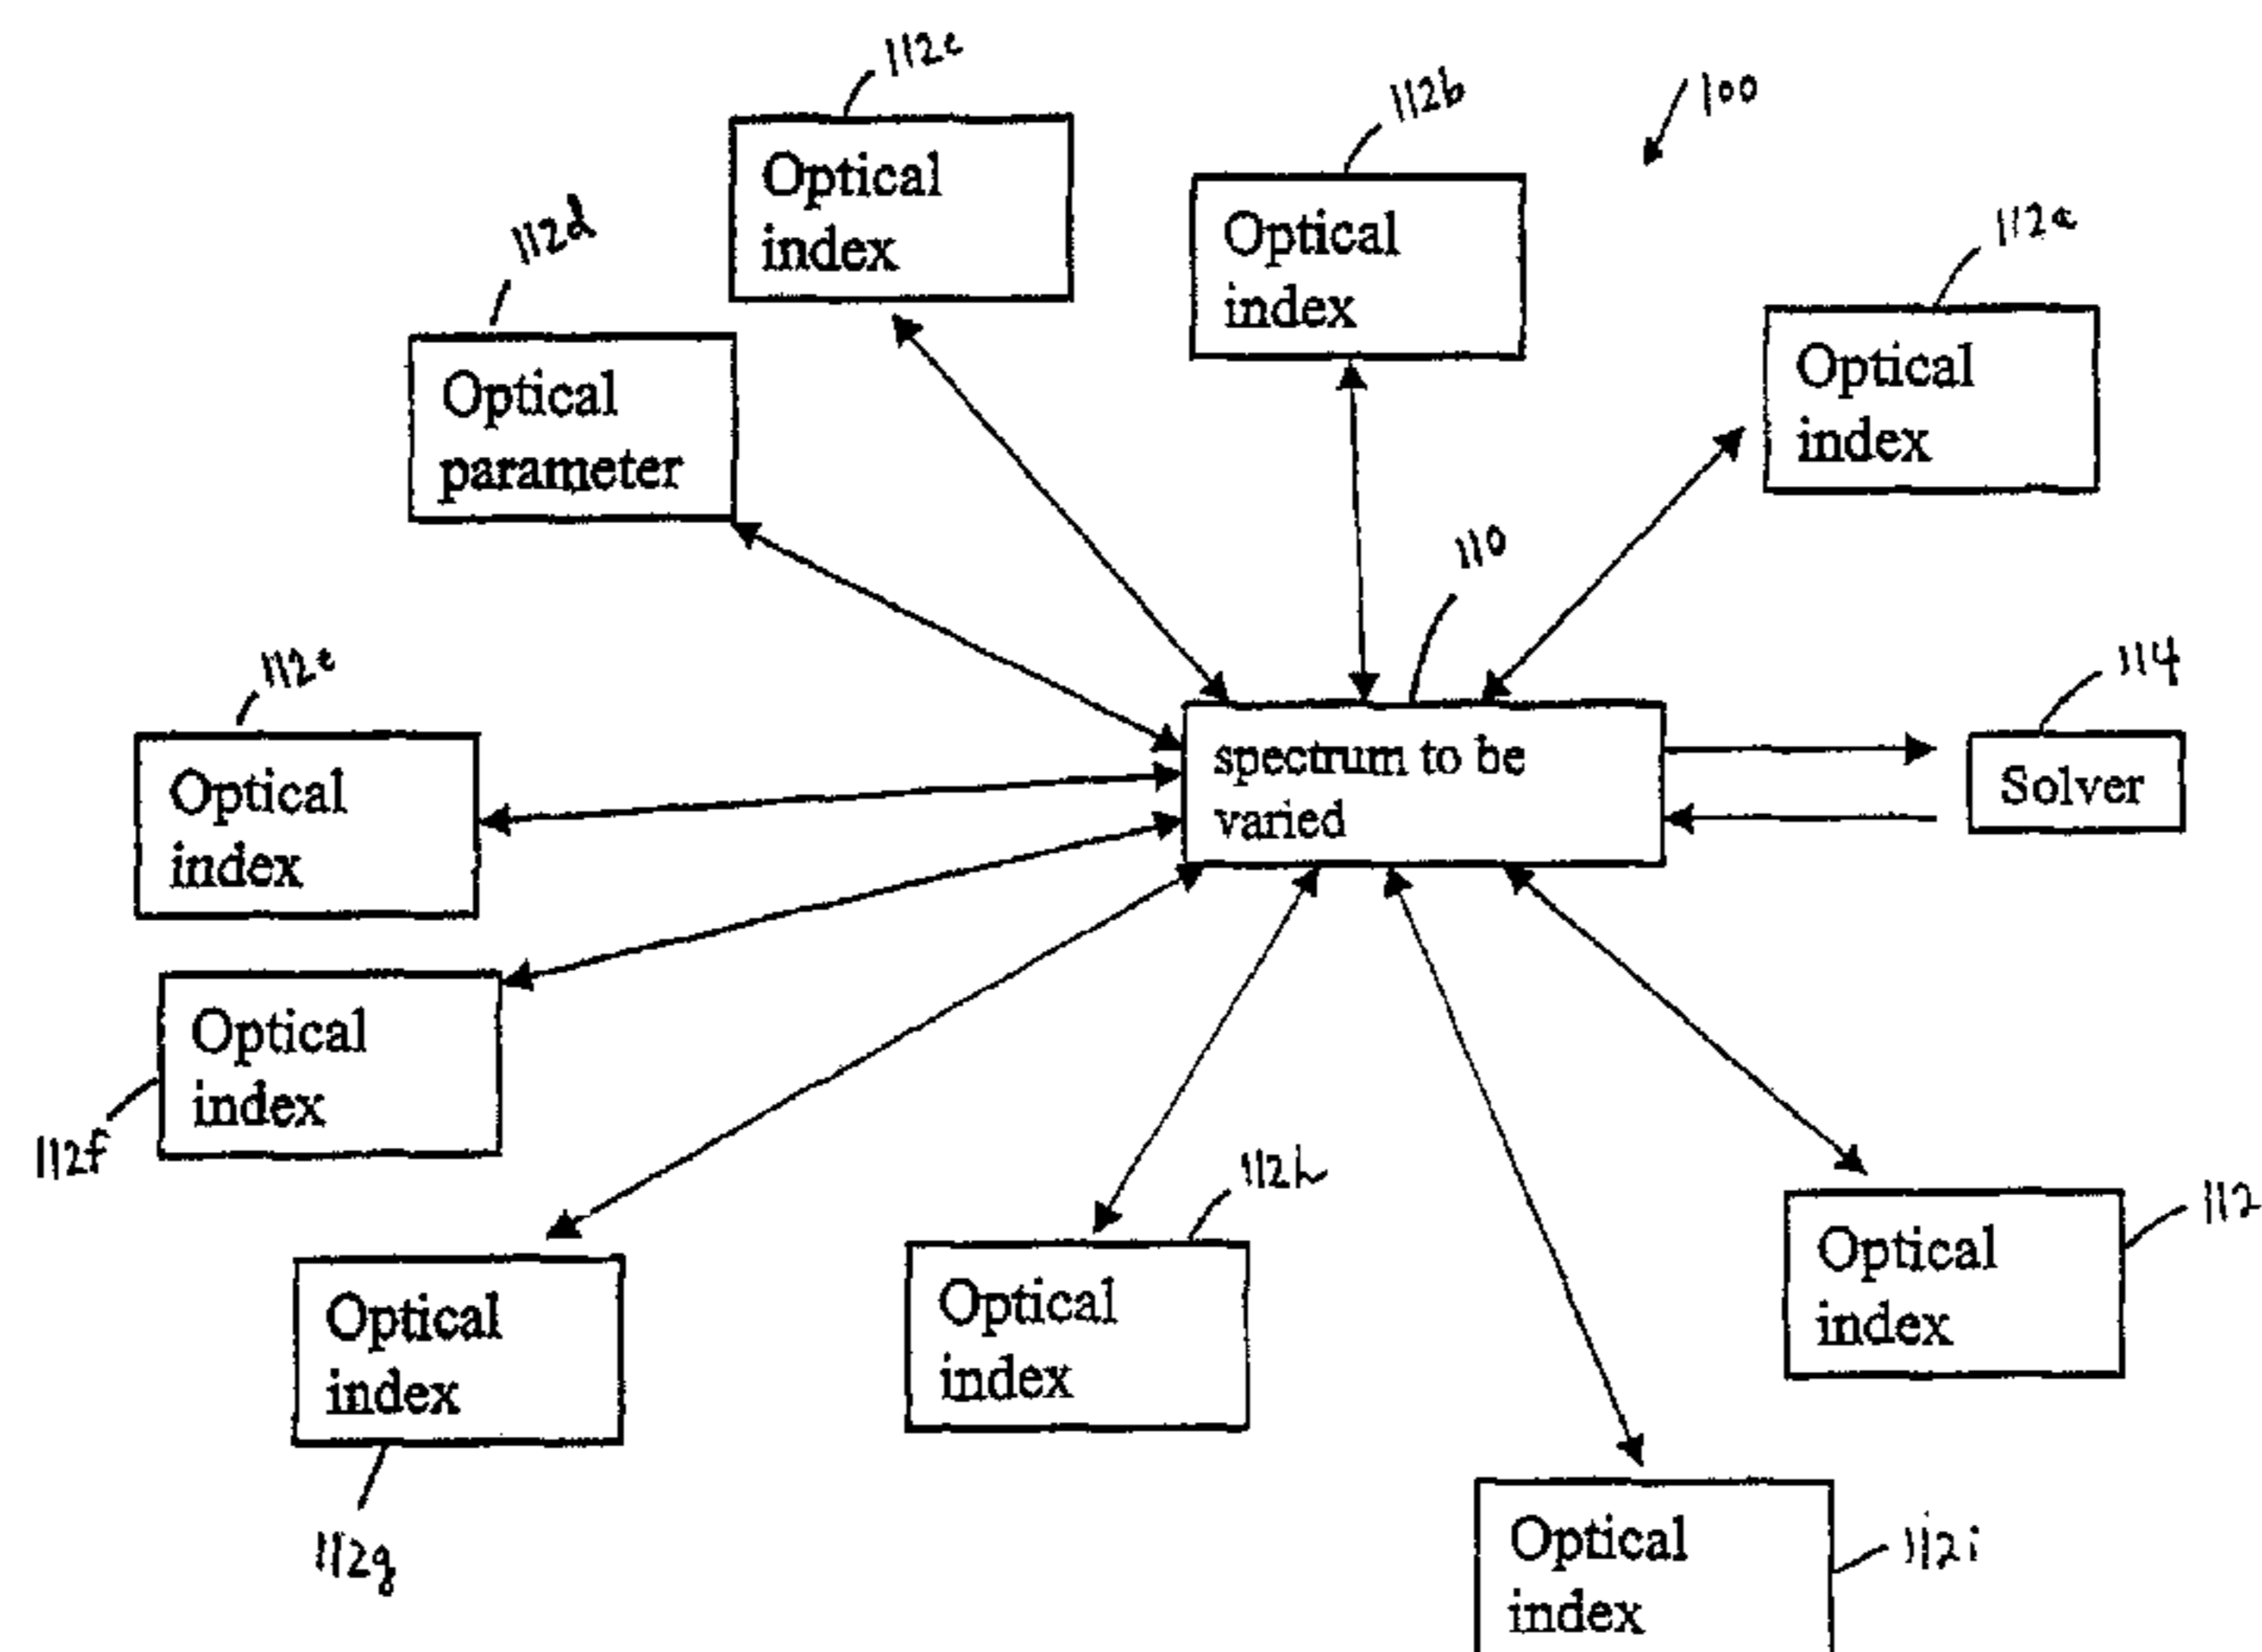 112c
Optical
index
112b
Optical
index
100
112a
Optical
index
112d
Optical
parameter
110
spectrum to be
varied
114
Solver
112e
Optical
index
112f
Optical
index
112g
Optical
index
112h
Optical
index
112
Optical
index
112i
Optical
index